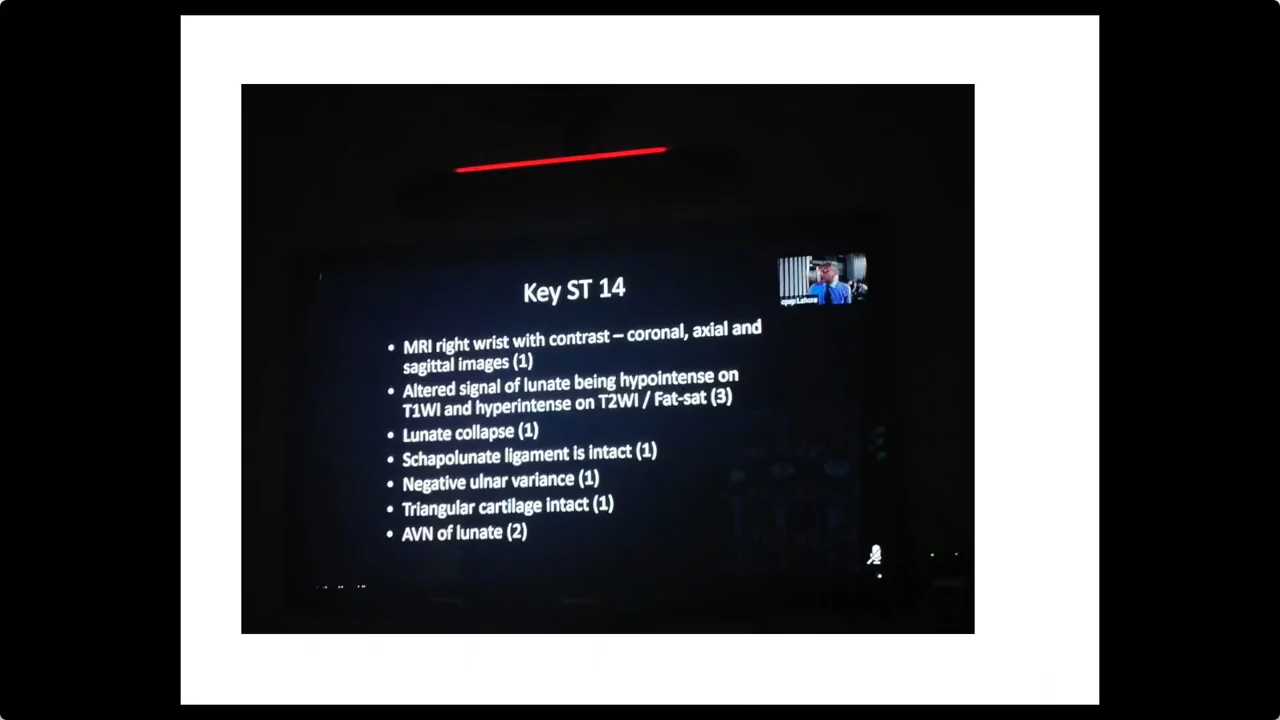 Key ST 14
cpsp Lahore
• MRI right wrist with contrast – coronal, axial and
sagittal images (1)
• Altered signal of lunate being hypointense on
T1WI and hyperintense on T2WI / Fat-sat (3)
• Lunate collapse (1)
• Schapolunate ligament is intact (1)
• Negative ulnar variance (1)
• Triangular cartilage intact (1)
• AVN of lunate (2)